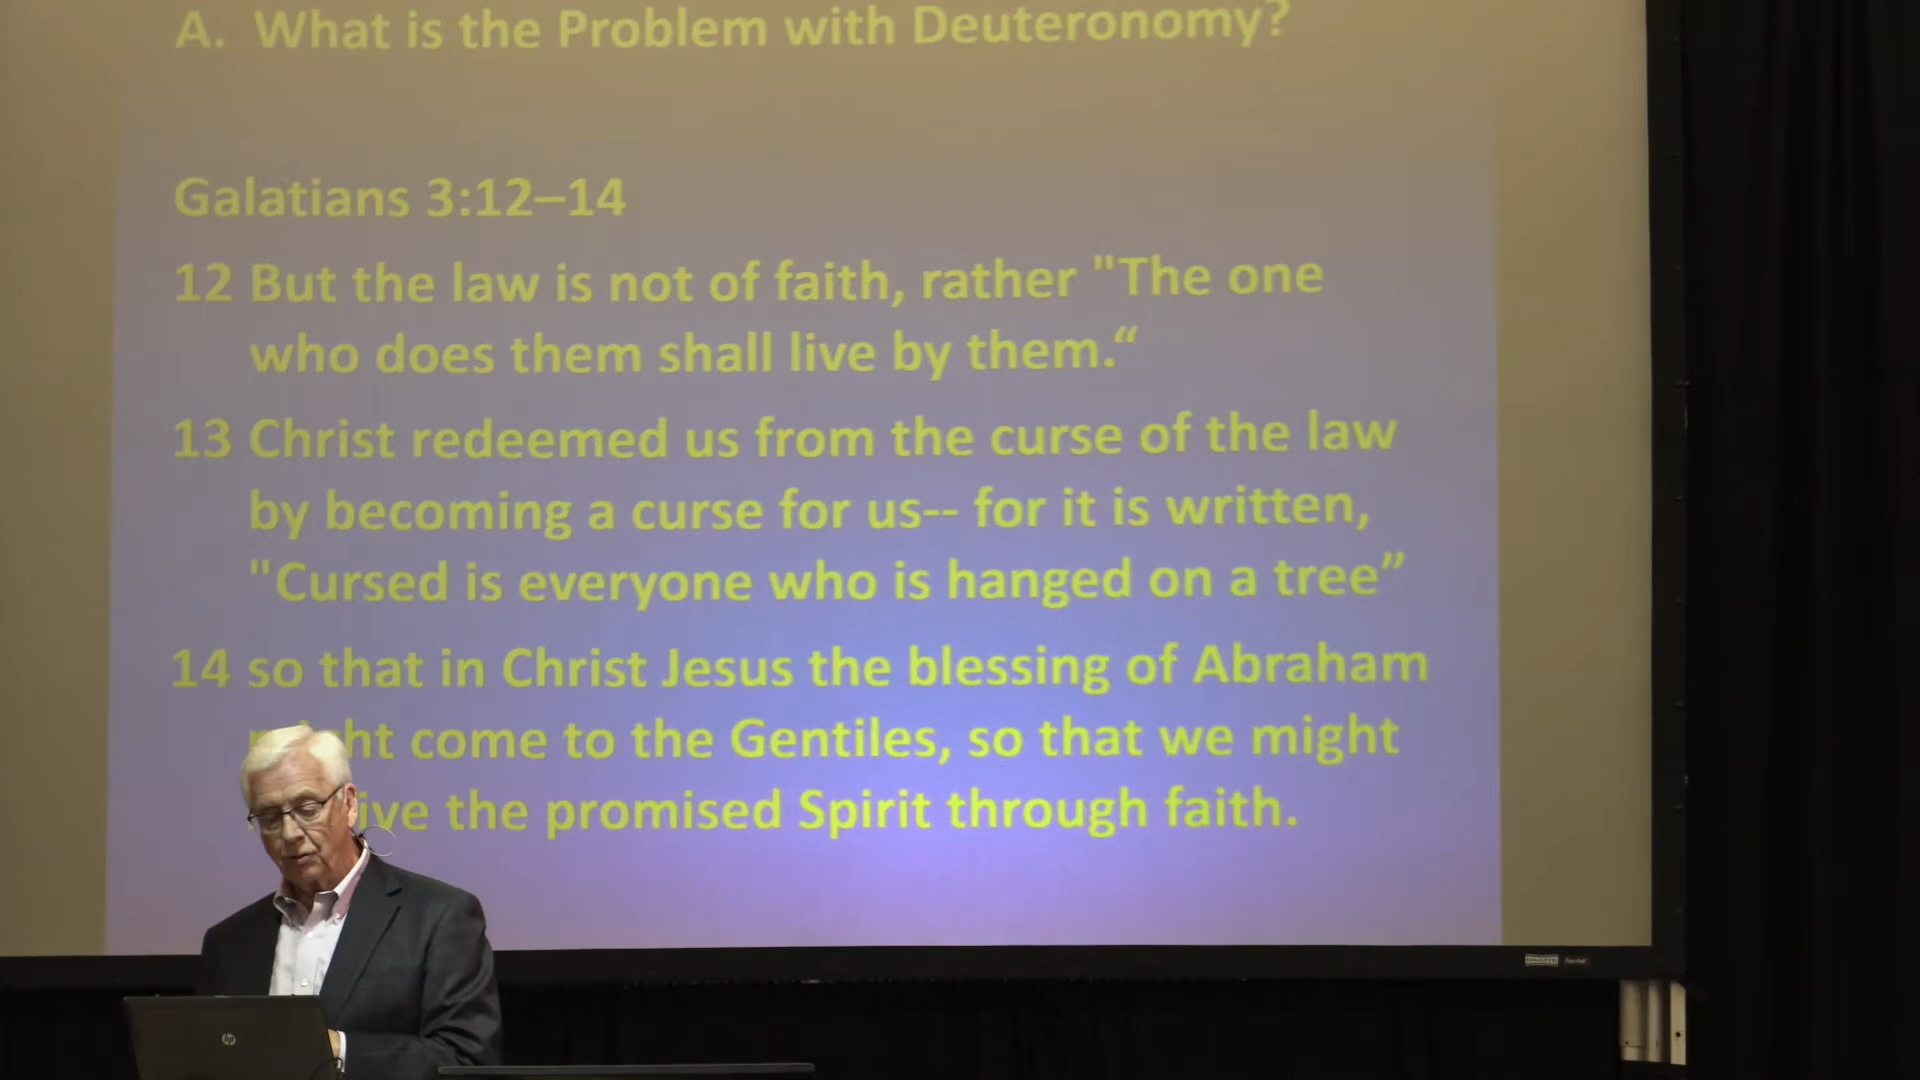 A. What is the Problem with Deuteronomy?
Galatians 3:12–14
12 But the law is not of faith, rather "The one
who does them shall live by them.“
13 Christ redeemed us from the curse of the law
by becoming a curse for us-- for it is written,
"Cursed is everyone who is hanged on a tree”
14 so that in Christ Jesus the blessing of Abraham
come to the Gentiles, so that we might
the promised Spirit through faith.
hp